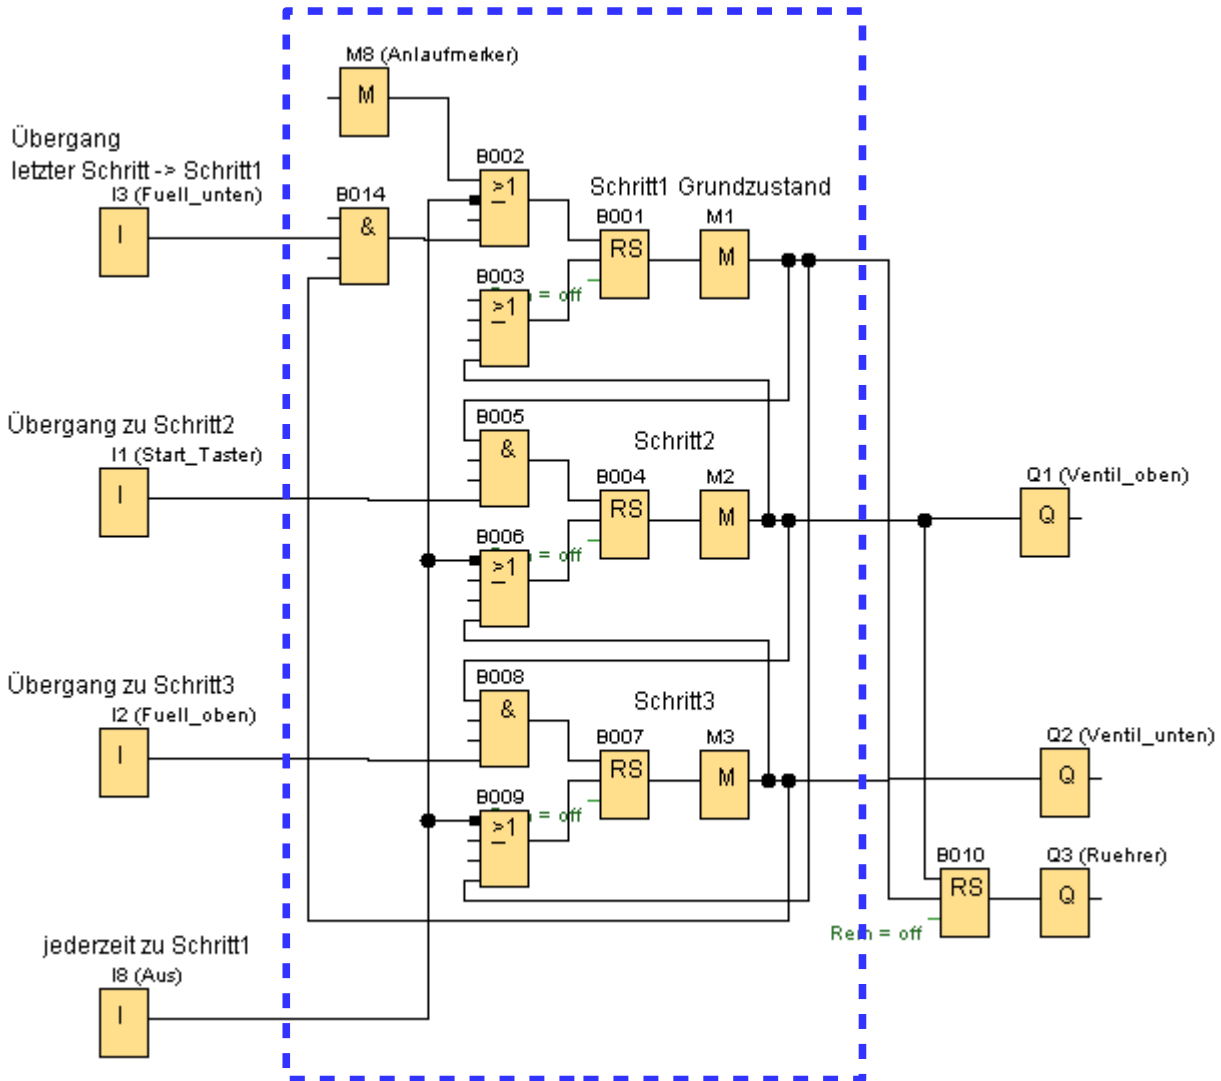 M8 (Anlaufmerker)
M
Übergang
letzter Schritt -> Schritt1
I3 (Fuell_unten)
I
B014
&
B002
>1
Schritt1 Grundzustand
B001
RS
M1
M
B003
= off
>1
Übergang zu Schritt2
I1 (Start_Taster)
I
B005
&
Schritt2
B004
RS
M2
M
Q1 (Ventil_oben)
Q
B006
= off
>1
Übergang zu Schritt3
I2 (Fuell_oben)
I
B008
&
Schritt3
B007
RS
M3
M
Q2 (Ventil_unten)
Q
B009
= off
>1
B010
RS
Q3 (Ruehrer)
Q
Rem = off
jederzeit zu Schritt1
I8 (Aus)
I